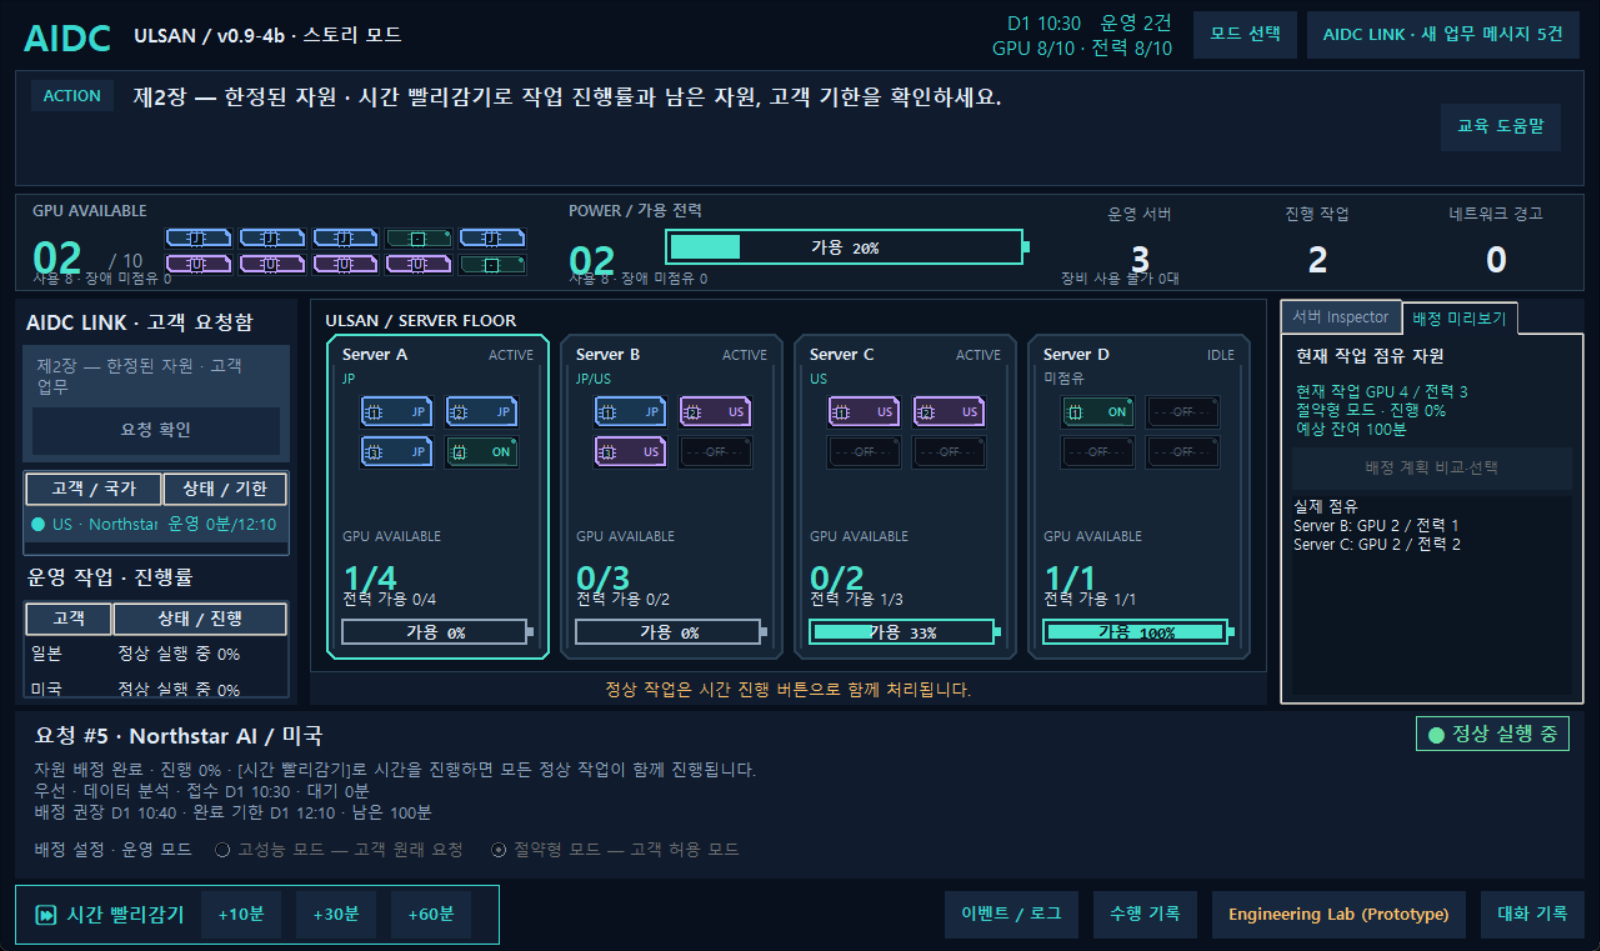 AIDC
ULSAN / v0.9-4b · 스토리 모드
D1 10:30 운영 2건
GPU 8/10 · 전력 8/10
모드 선택
AIDC LINK · 새 업무 메시지 5건
ACTION
제2장 — 한정된 자원 · 시간 빨리감기로 작업 진행률과 남은 자원, 고객 기한을 확인하세요.
교육 도움말
GPU AVAILABLE
02 / 10
사용 8 · 장애 미점유 0
J J J · J
U U U U ·
POWER / 가용 전력
02
사용 8 · 장애 미점유 0
가용 20%
운영 서버
3
장비 사용 불가 0대
진행 작업
2
네트워크 경고
0
AIDC LINK · 고객 요청함
제2장 — 한정된 자원 · 고객
업무
요청 확인
고객 / 국가 상태 / 기한
US · Northstar 운영 0분/12:10
운영 작업 · 진행률
고객 상태 / 진행
일본 정상 실행 중 0%
미국 정상 실행 중 0%
ULSAN / SERVER FLOOR
Server A ACTIVE
JP
1 JP 2 JP
3 JP 4 ON
GPU AVAILABLE
1/4
전력 가용 0/4
가용 0%
Server B ACTIVE
JP/US
1 JP 2 US
3 US ---OFF---
GPU AVAILABLE
0/3
전력 가용 0/2
가용 0%
Server C ACTIVE
US
1 US 2 US
---OFF--- ---OFF---
GPU AVAILABLE
0/2
전력 가용 1/3
가용 33%
Server D IDLE
미점유
1 ON ---OFF---
---OFF--- ---OFF---
GPU AVAILABLE
1/1
전력 가용 1/1
가용 100%
정상 작업은 시간 진행 버튼으로 함께 처리됩니다.
서버 Inspector 배정 미리보기
현재 작업 점유 자원
현재 작업 GPU 4 / 전력 3
절약형 모드 · 진행 0%
예상 잔여 100분
배정 계획 비교·선택
실제 점유
Server B: GPU 2 / 전력 1
Server C: GPU 2 / 전력 2
요청 #5 · Northstar AI / 미국
정상 실행 중
자원 배정 완료 · 진행 0% · [시간 빨리감기]로 시간을 진행하면 모든 정상 작업이 함께 진행됩니다.
우선 · 데이터 분석 · 접수 D1 10:30 · 대기 0분
배정 권장 D1 10:40 · 완료 기한 D1 12:10 · 남은 100분
배정 설정 · 운영 모드 고성능 모드 — 고객 원래 요청 절약형 모드 — 고객 허용 모드
시간 빨리감기 +10분 +30분 +60분
이벤트 / 로그 수행 기록 Engineering Lab (Prototype) 대화 기록